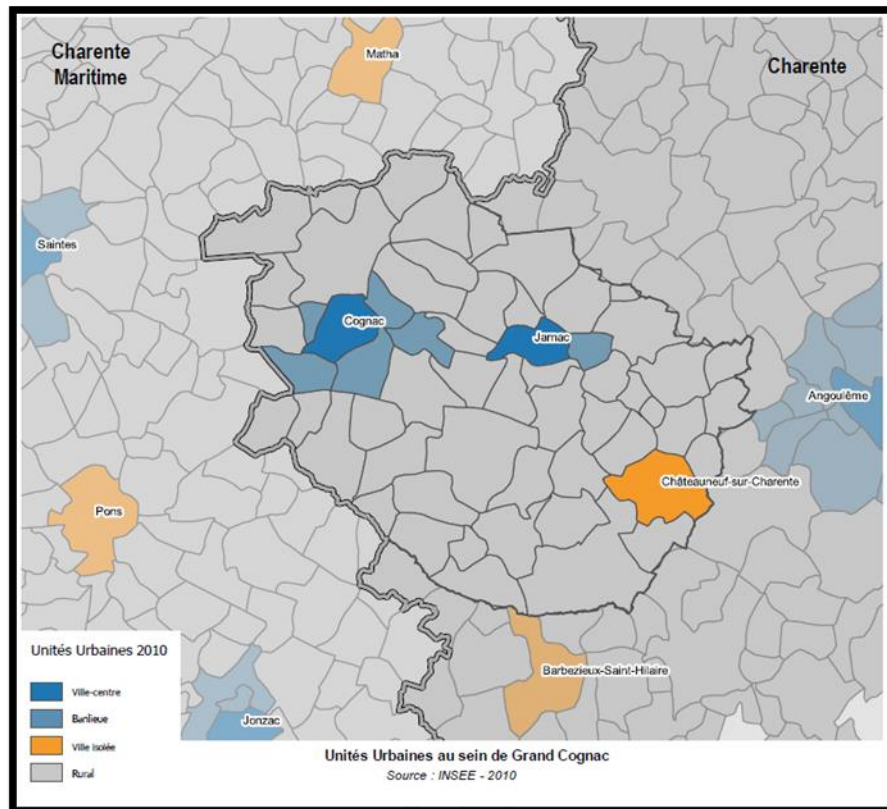 Charente
Maritime
Matha
Charente
Saintes
Cognac
Jarnac
Angoulême
Châteauneuf-sur-Charente
Pons
Barbezieux-Saint-Hilaire
Jonzac
Unités Urbaines 2010
Ville-centre
Banlieue
Ville Isolée
Rural
Unités Urbaines au sein de Grand Cognac
Source : INSEE - 2010